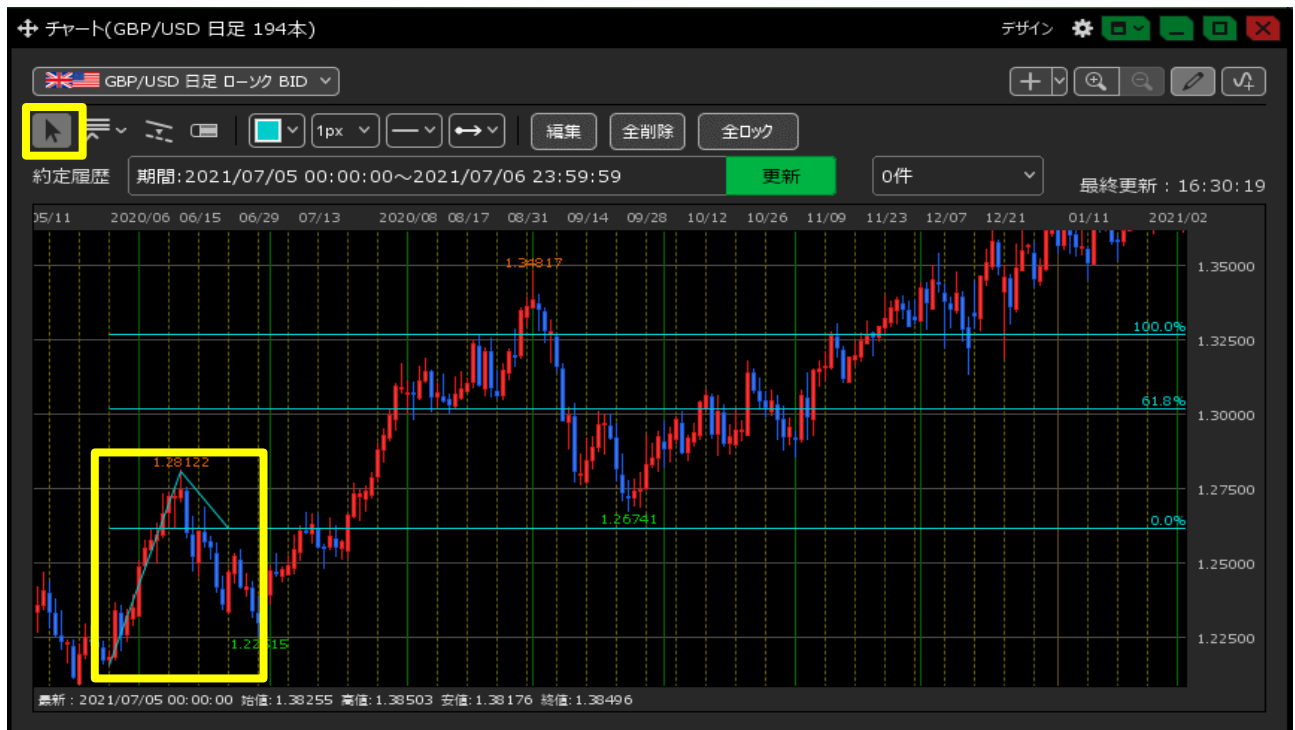 チャート(GBP/USD 日足 194本)
デザイン
GBP/USD 日足 ローソク BID
1px
編集
全削除
全ロック
約定履歴
期間:2021/07/05 00:00:00～2021/07/06 23:59:59
更新
0件
最終更新：16:30:19
05/11 2020/06 06/15 06/29 07/13 2020/08 08/17 08/31 09/14 09/28 10/12 10/26 11/09 11/23 12/07 12/21 01/11 2021/02
1.34817
1.35000
100.0%
1.32500
61.8%
1.30000
1.28122
1.27500
1.26741
0.0%
1.25000
1.22500
最新：2021/07/05 00:00:00 始値:1.38255 高値:1.38503 安値:1.38176 終値:1.38496